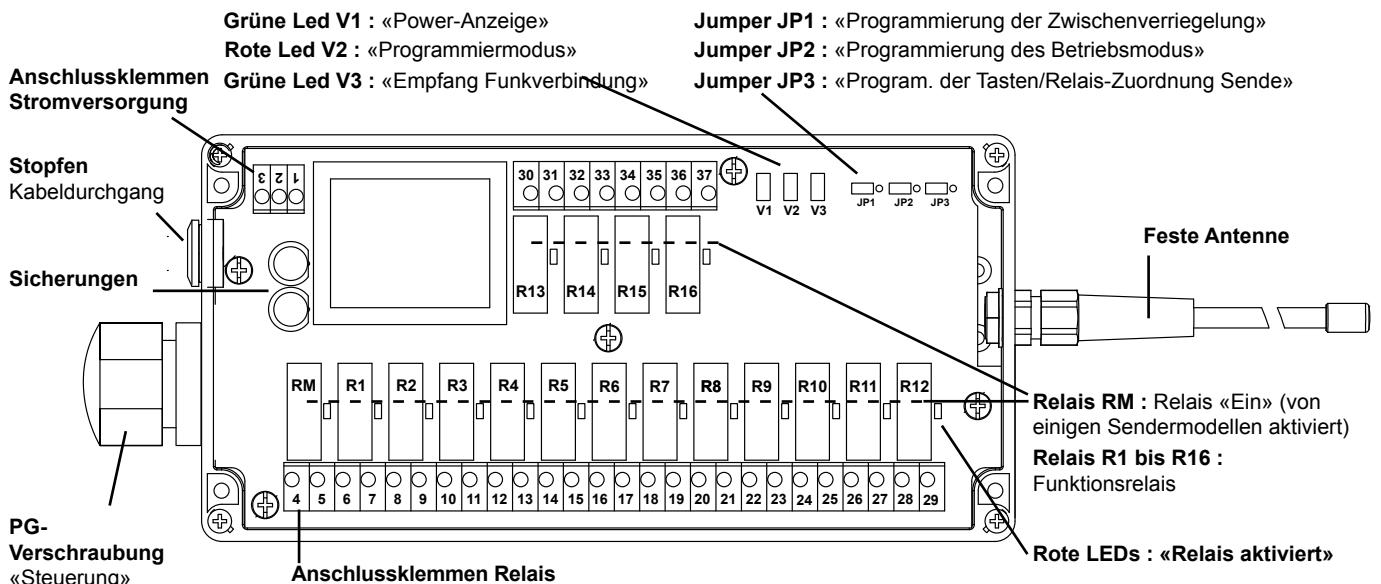 Grüne Led V1 : «Power-Anzeige»
Rote Led V2 : «Programmiermodus»
Grüne Led V3 : «Empfang Funkverbindung»
Jumper JP1 : «Programmierung der Zwischenverriegelung»
Jumper JP2 : «Programmierung des Betriebsmodus»
Jumper JP3 : «Program. der Tasten/Relais-Zuordnung Sende»
Anschlussklemmen
Stromversorgung
Stopfen
Kabeldurchgang
Sicherungen
PG-
Verschraubung
«Steuerung»
3 2 1
30 31 32 33 34 35 36 37
V1 V2 V3
JP1 JP2 JP3
R13 R14 R15 R16
RM R1 R2 R3 R4 R5 R6 R7 R8 R9 R10 R11 R12
4 5 6 7 8 9 10 11 12 13 14 15 16 17 18 19 20 21 22 23 24 25 26 27 28 29
Feste Antenne
Relais RM : Relais «Ein» (von
einigen Sendermodellen aktiviert)
Relais R1 bis R16 :
Funktionsrelais
Rote LEDs : «Relais aktiviert»
Anschlussklemmen Relais